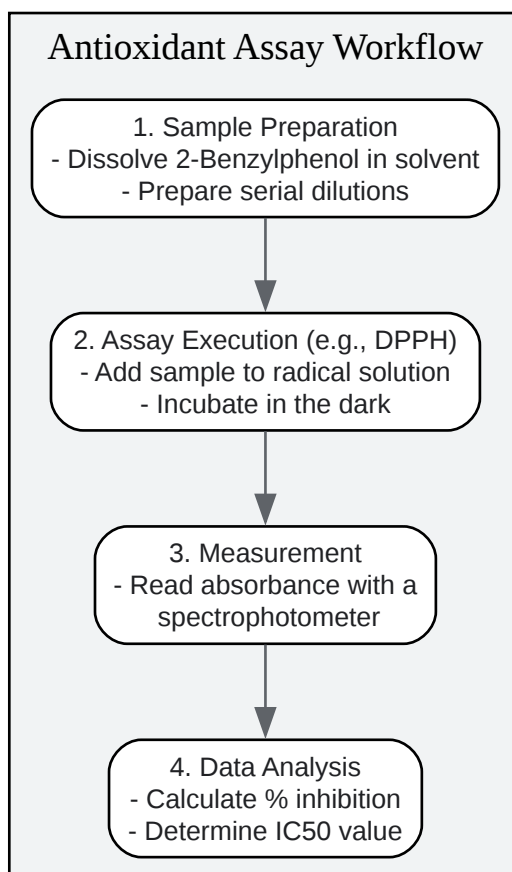 Antioxidant Assay Workflow
1. Sample Preparation
- Dissolve 2-Benzylphenol in solvent
- Prepare serial dilutions
2. Assay Execution (e.g., DPPH)
- Add sample to radical solution
- Incubate in the dark
3. Measurement
- Read absorbance with a
spectrophotometer
4. Data Analysis
- Calculate % inhibition
- Determine IC50 value